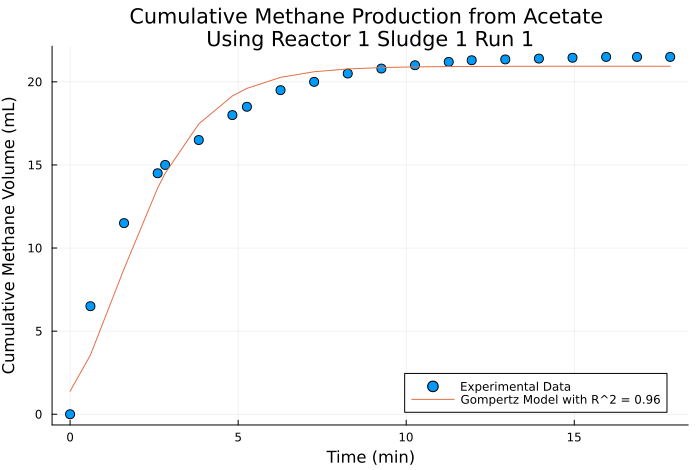 Cumulative Methane Production from Acetate
Using Reactor 1 Sludge 1 Run 1
Cumulative Methane Volume (mL)
20
15
10
5
0
0
5
10
15
Time (min)
Experimental Data
Gompertz Model with R^2 = 0.96